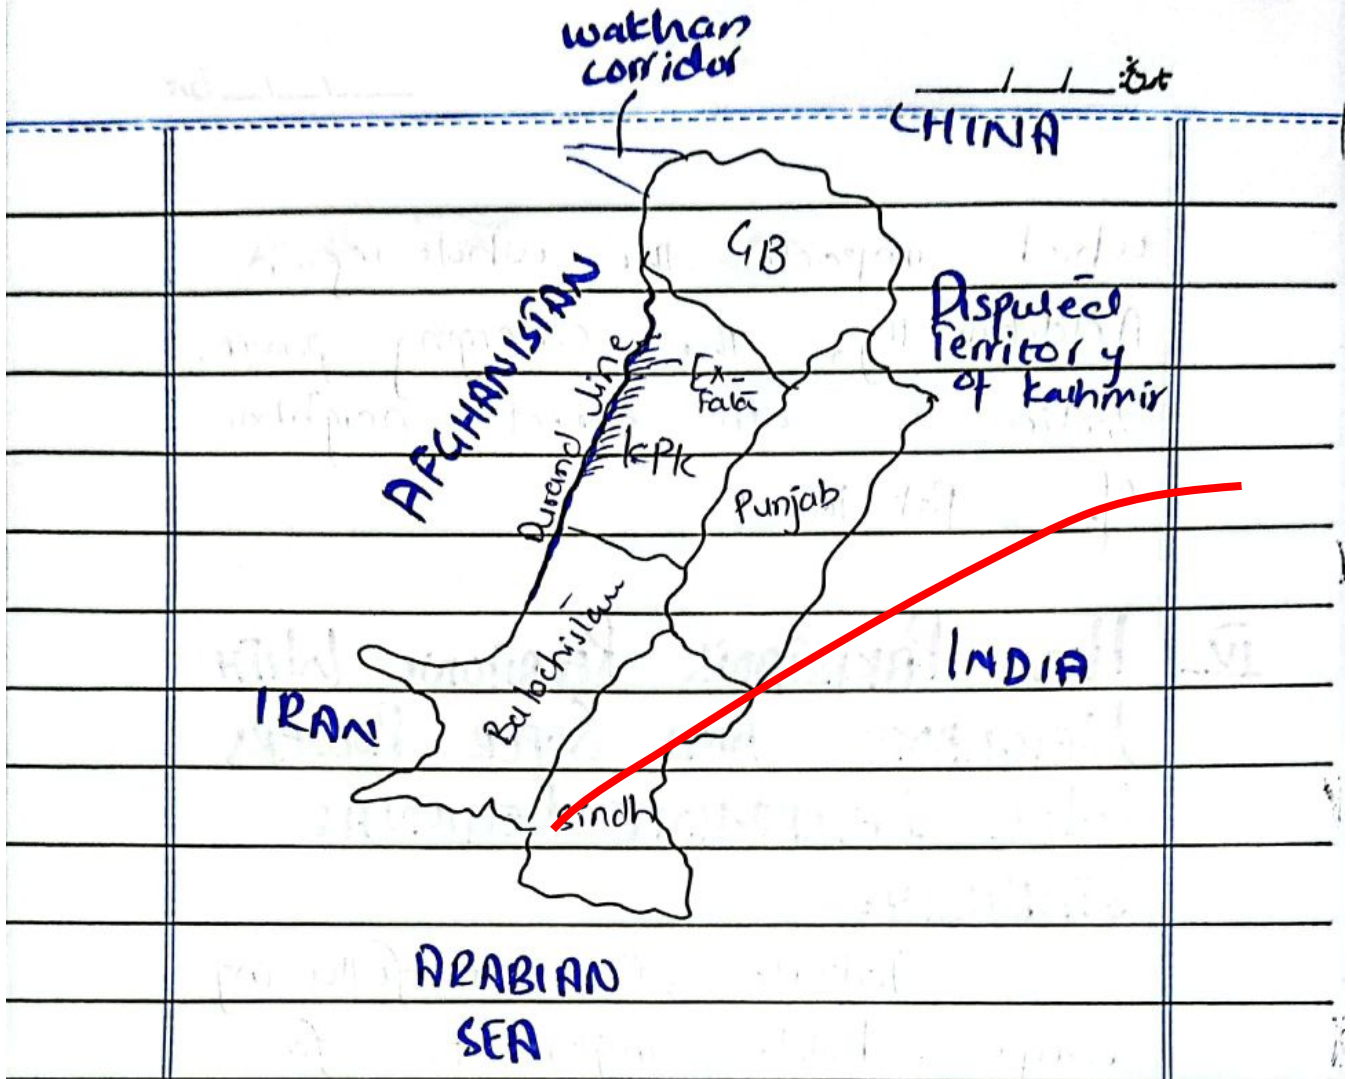 wakhan
corridor
CHINA
GB
AFGHANISTAN
Disputed
Territory
of Kashmir
Durand line
Ex-
Fata
KPK
Punjab
Balochistan
INDIA
IRAN
Sindh
ARABIAN
SEA